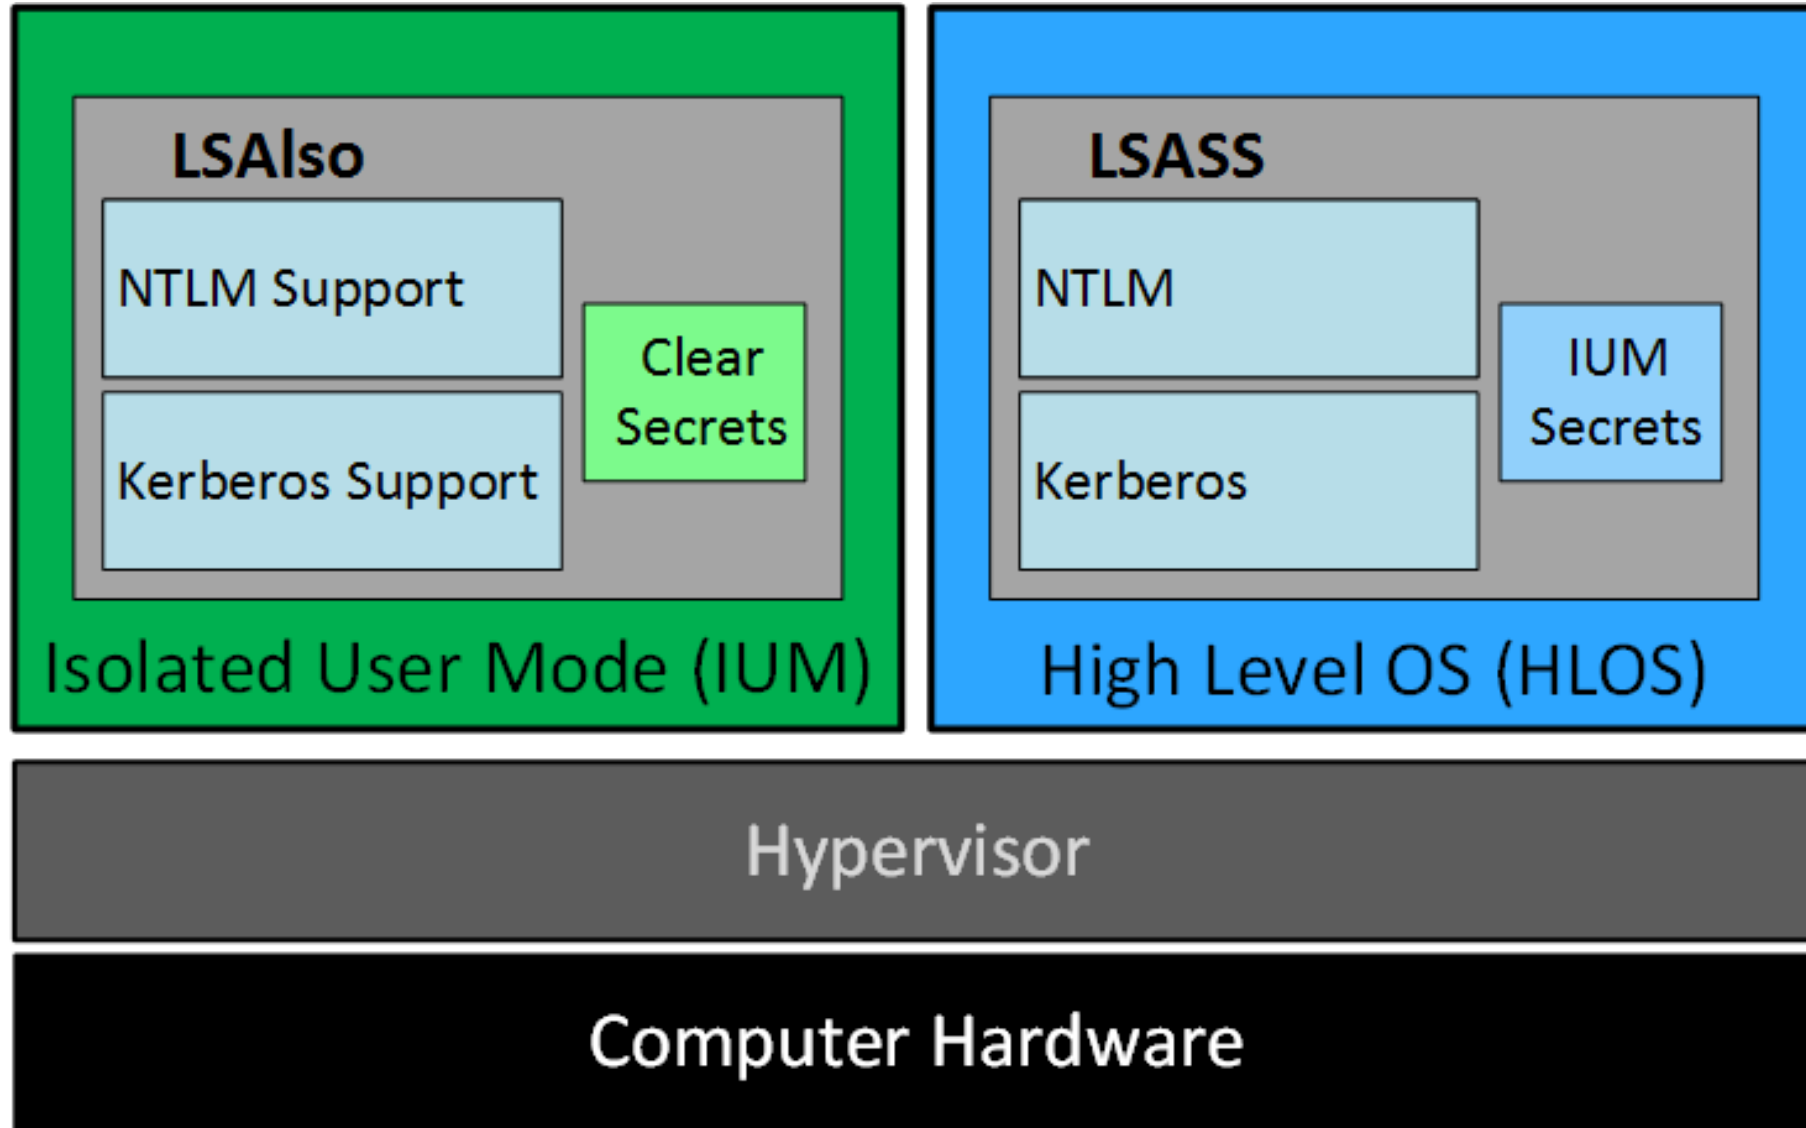 LSAlso
NTLM Support
Kerberos Support
Clear
Secrets
Isolated User Mode (IUM)
LSASS
NTLM
Kerberos
IUM
Secrets
High Level OS (HLOS)
Hypervisor
Computer Hardware